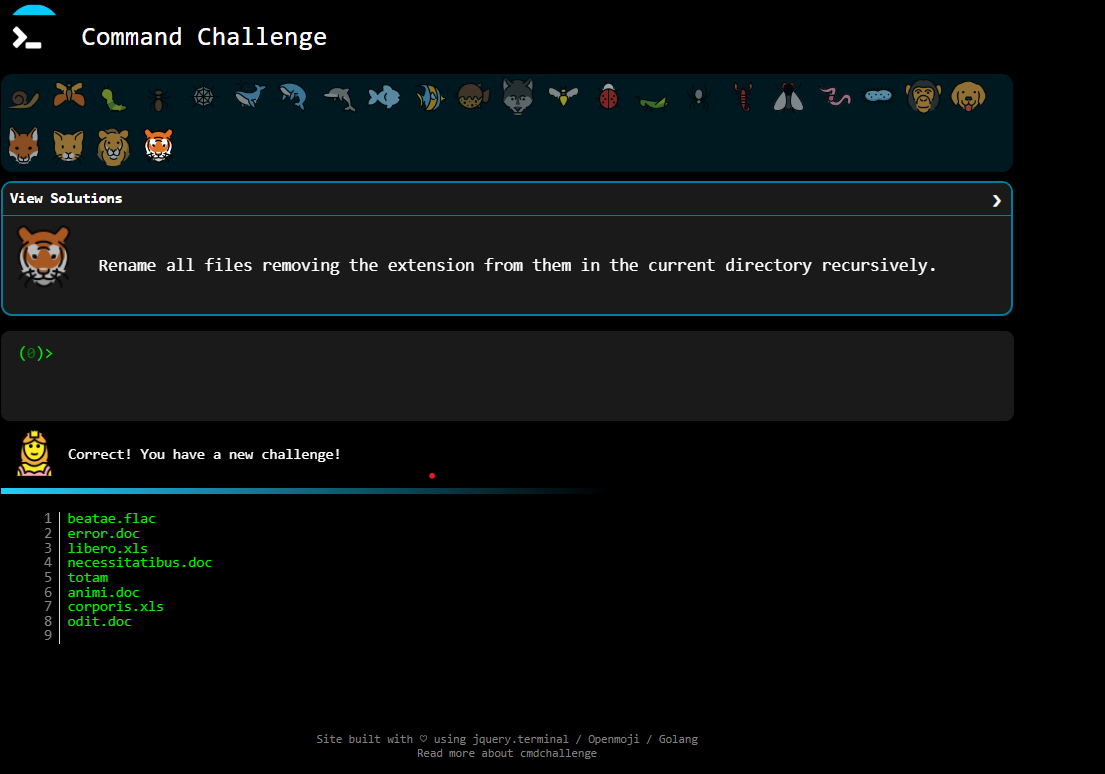 Command Challenge
View Solutions ❯
Rename all files removing the extension from them in the current directory recursively.
(0)>
Correct! You have a new challenge!
1 beatae.flac
2 error.doc
3 libero.xls
4 necessitatibus.doc
5 totam
6 animi.doc
7 corporis.xls
8 odit.doc
9
Site built with ♡ using jquery.terminal / Openmoji / Golang
Read more about cmdchallenge